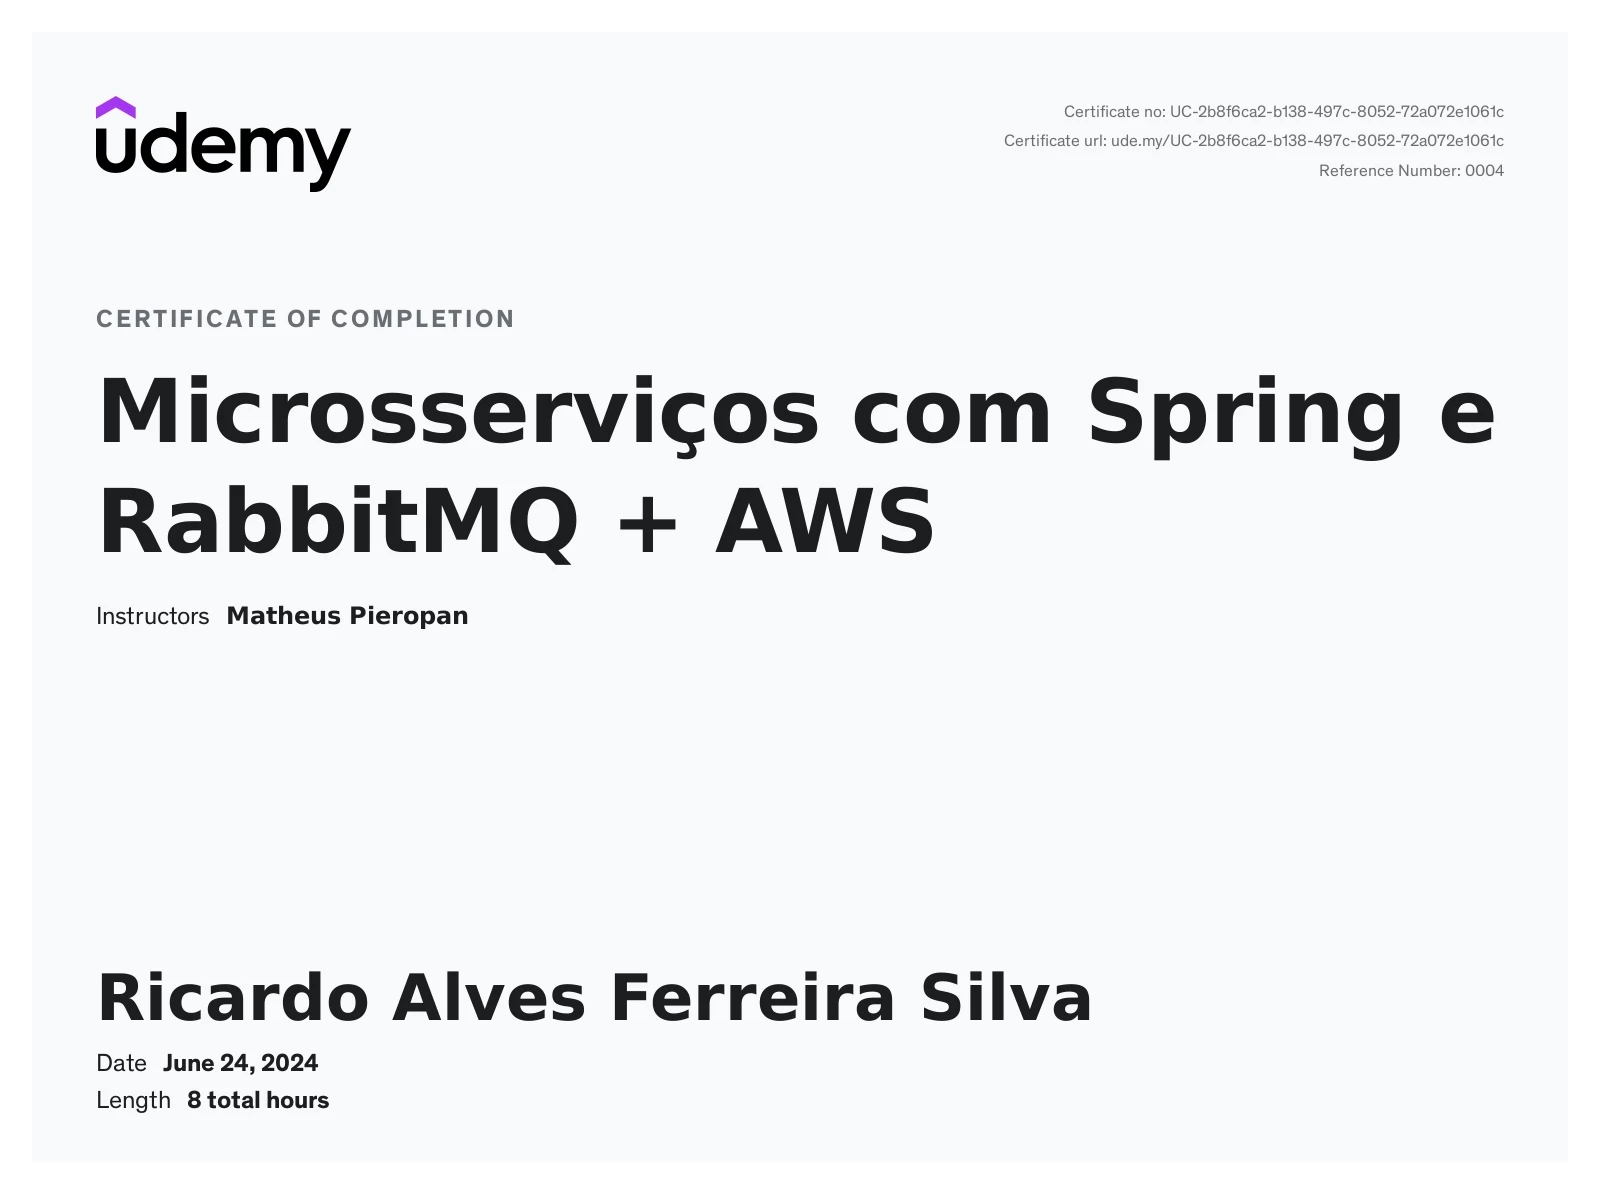 udemy
Certificate no: UC-2b8f6ca2-b138-497c-8052-72a072e1061c
Certificate url: ude.my/UC-2b8f6ca2-b138-497c-8052-72a072e1061c
Reference Number: 0004
CERTIFICATE OF COMPLETION
Microsserviços com Spring e
RabbitMQ + AWS
Instructors Matheus Pieropan
Ricardo Alves Ferreira Silva
Date June 24, 2024
Length 8 total hours